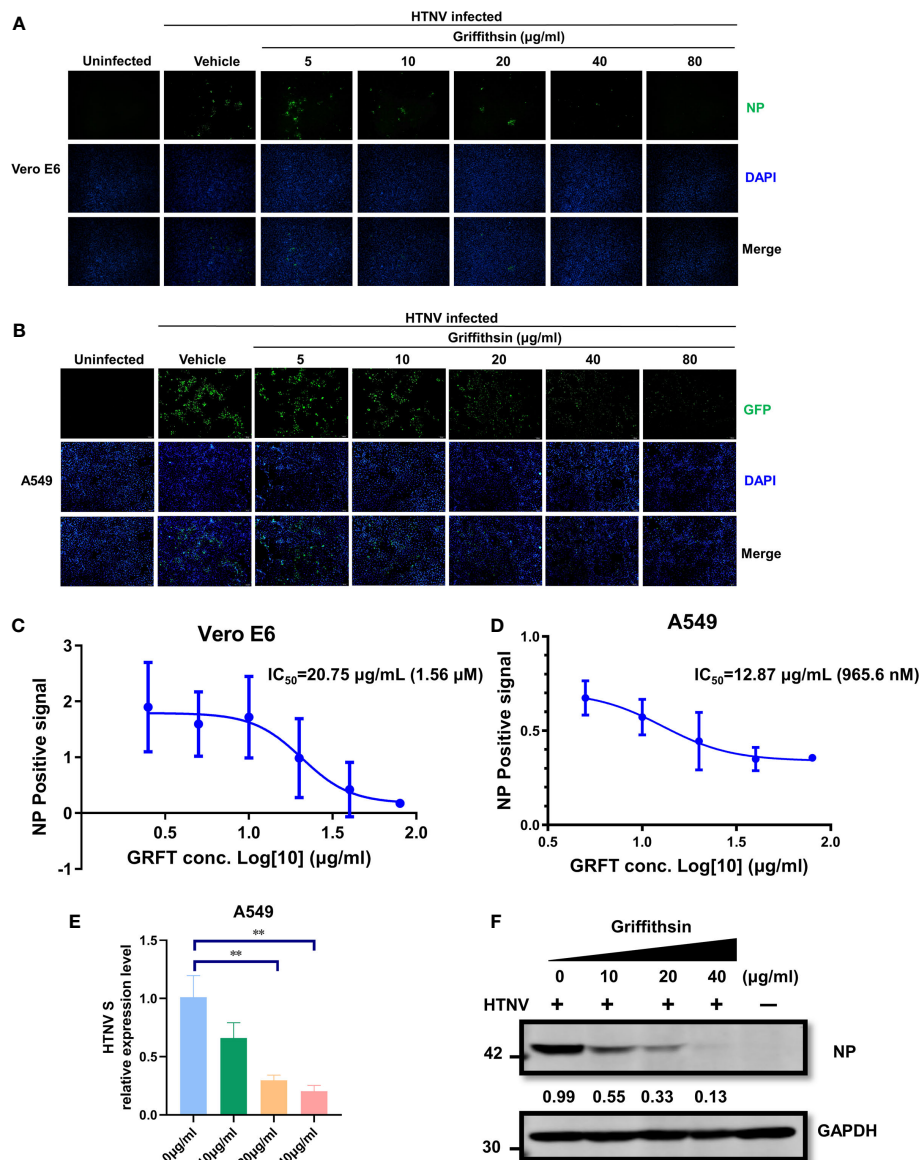 A
HTNV infected
Griffithsin (μg/ml)
Uninfected Vehicle 5 10 20 40 80
NP
Vero E6
DAPI
Merge
B
HTNV infected
Griffithsin (μg/ml)
Uninfected Vehicle 5 10 20 40 80
GFP
A549
DAPI
Merge
C
Vero E6
NP Positive signal
3
2
1
0
-1
0.5 1.0 1.5 2.0
GRFT conc. Log[10] (μg/ml)
IC50=20.75 μg/mL (1.56 μM)
D
A549
NP Positive signal
1.0
0.5
0.0
0.5 1.0 1.5 2.0
GRFT conc. Log[10] (μg/ml)
IC50=12.87 μg/mL (965.6 nM)
E
A549
HTNV S
relative expression level
1.5
1.0
0.5
0.0
**
**
0μg/ml
F
Griffithsin
0 10 20 40 (μg/ml)
HTNV + + + + —
42
NP
0.99 0.55 0.33 0.13
30
GAPDH